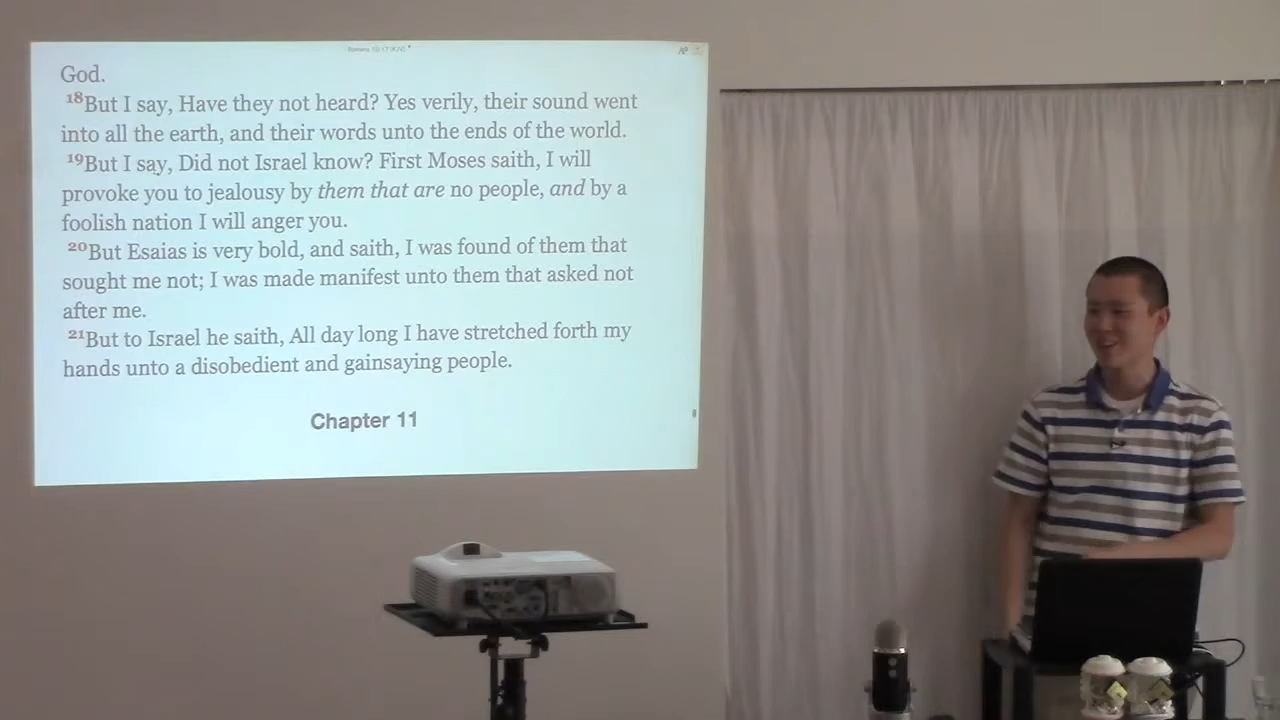 God.
18But I say, Have they not heard? Yes verily, their sound went
into all the earth, and their words unto the ends of the world.
19But I say, Did not Israel know? First Moses saith, I will
provoke you to jealousy by them that are no people, and by a
foolish nation I will anger you.
20But Esaias is very bold, and saith, I was found of them that
sought me not; I was made manifest unto them that asked not
after me.
21But to Israel he saith, All day long I have stretched forth my
hands unto a disobedient and gainsaying people.
Chapter 11